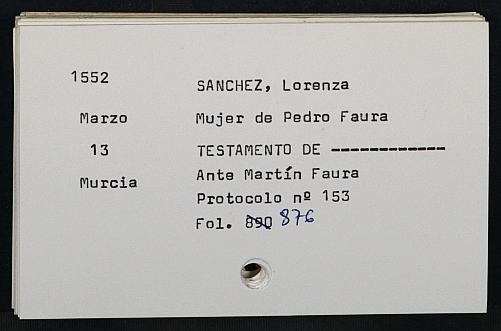 1552 SANCHEZ, Lorenza
Marzo Mujer de Pedro Faura
13 TESTAMENTO DE ------------
Murcia Ante Martín Faura
Protocolo nº 153
Fol. 890 876